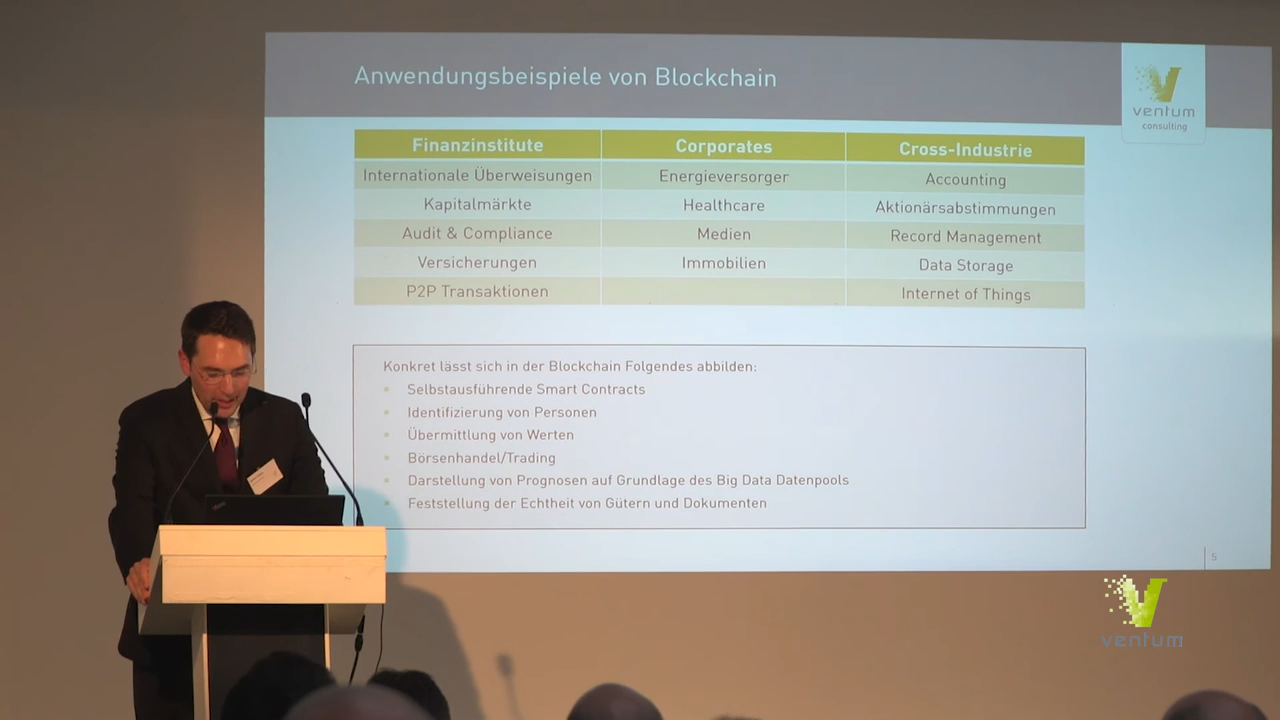 Anwendungsbeispiele von Blockchain
ventum
consulting
Finanzinstitute Corporates Cross-Industrie
Internationale Überweisungen Energieversorger Accounting
Kapitalmärkte Healthcare Aktionärsabstimmungen
Audit & Compliance Medien Record Management
Versicherungen Immobilien Data Storage
P2P Transaktionen Internet of Things
Konkret lässt sich in der Blockchain Folgendes abbilden:
Selbstausführende Smart Contracts
Identifizierung von Personen
Übermittlung von Werten
Börsenhandel/Trading
Darstellung von Prognosen auf Grundlage des Big Data Datenpools
Feststellung der Echtheit von Gütern und Dokumenten
5
ventum